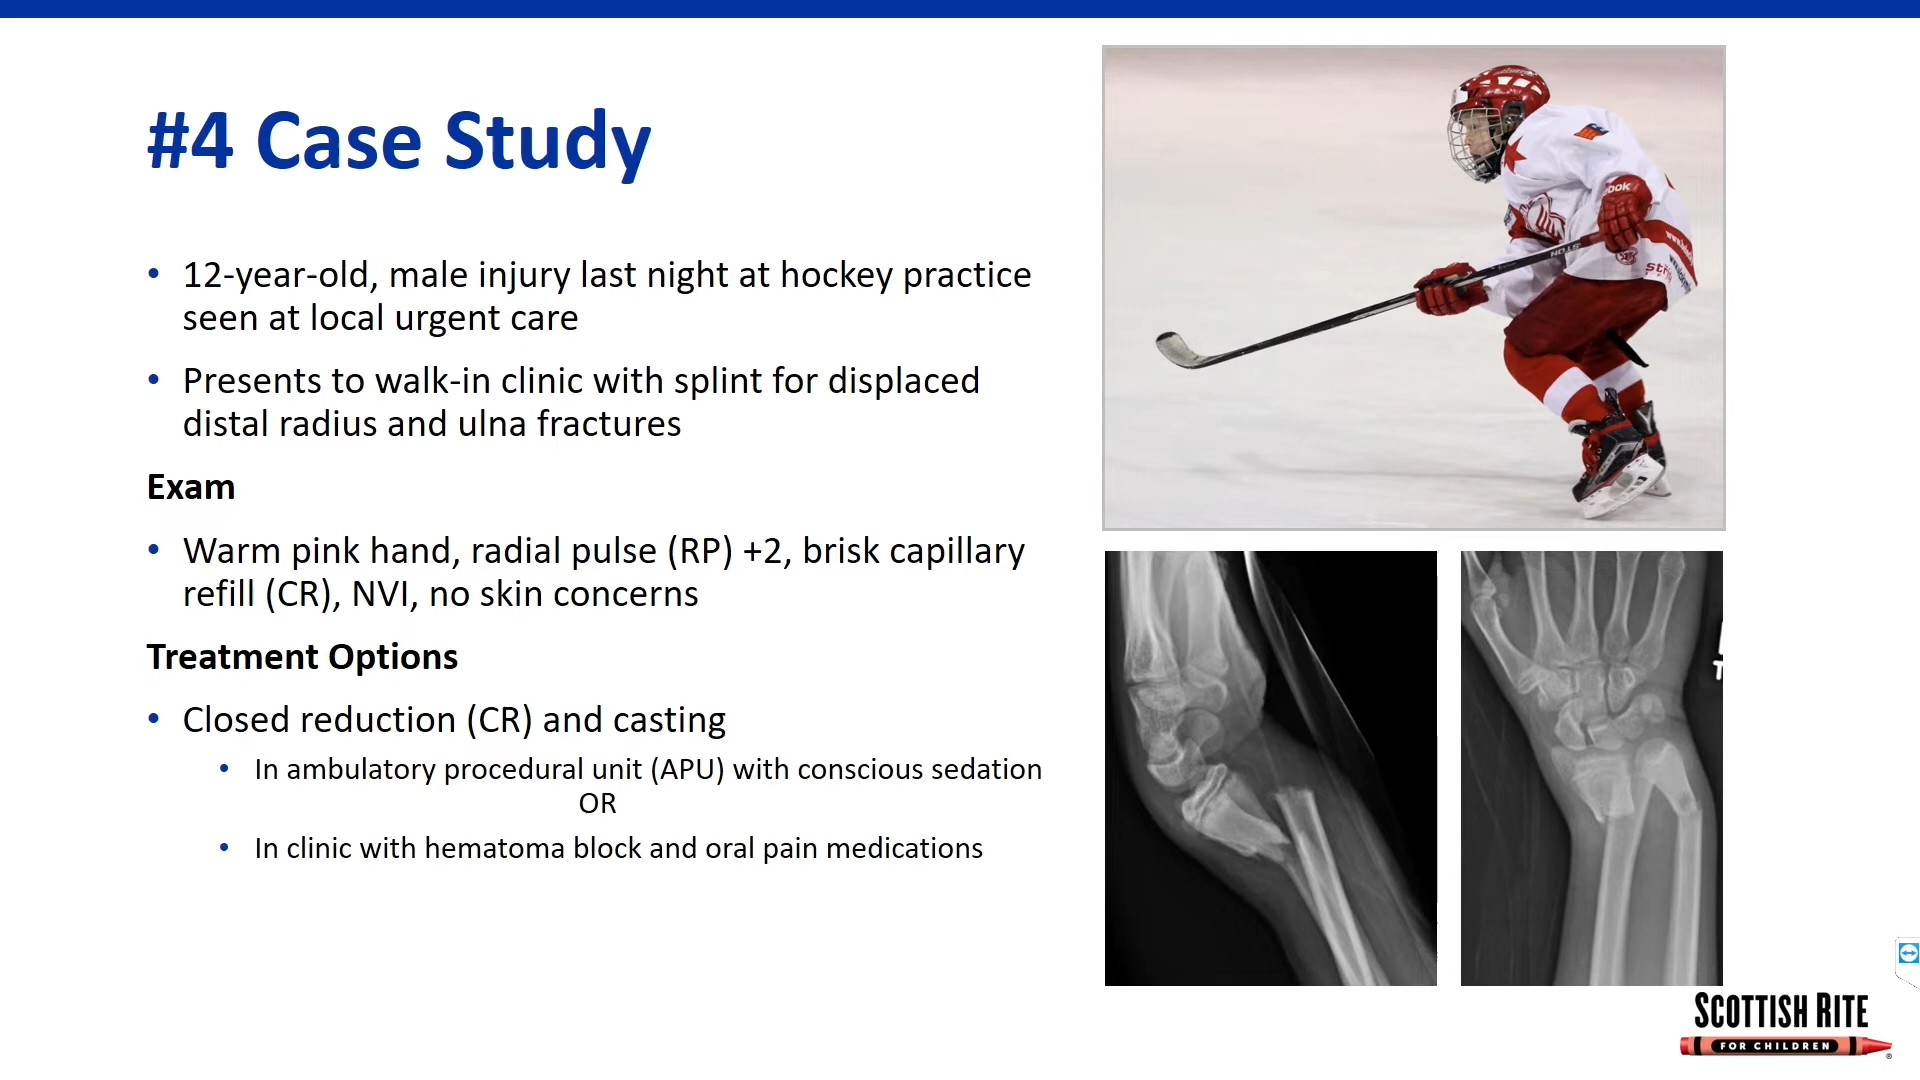 #4 Case Study
• 12-year-old, male injury last night at hockey practice
seen at local urgent care
• Presents to walk-in clinic with splint for displaced
distal radius and ulna fractures
Exam
• Warm pink hand, radial pulse (RP) +2, brisk capillary
refill (CR), NVI, no skin concerns
Treatment Options
• Closed reduction (CR) and casting
• In ambulatory procedural unit (APU) with conscious sedation
OR
• In clinic with hematoma block and oral pain medications
SCOTTISH RITE
FOR CHILDREN
®